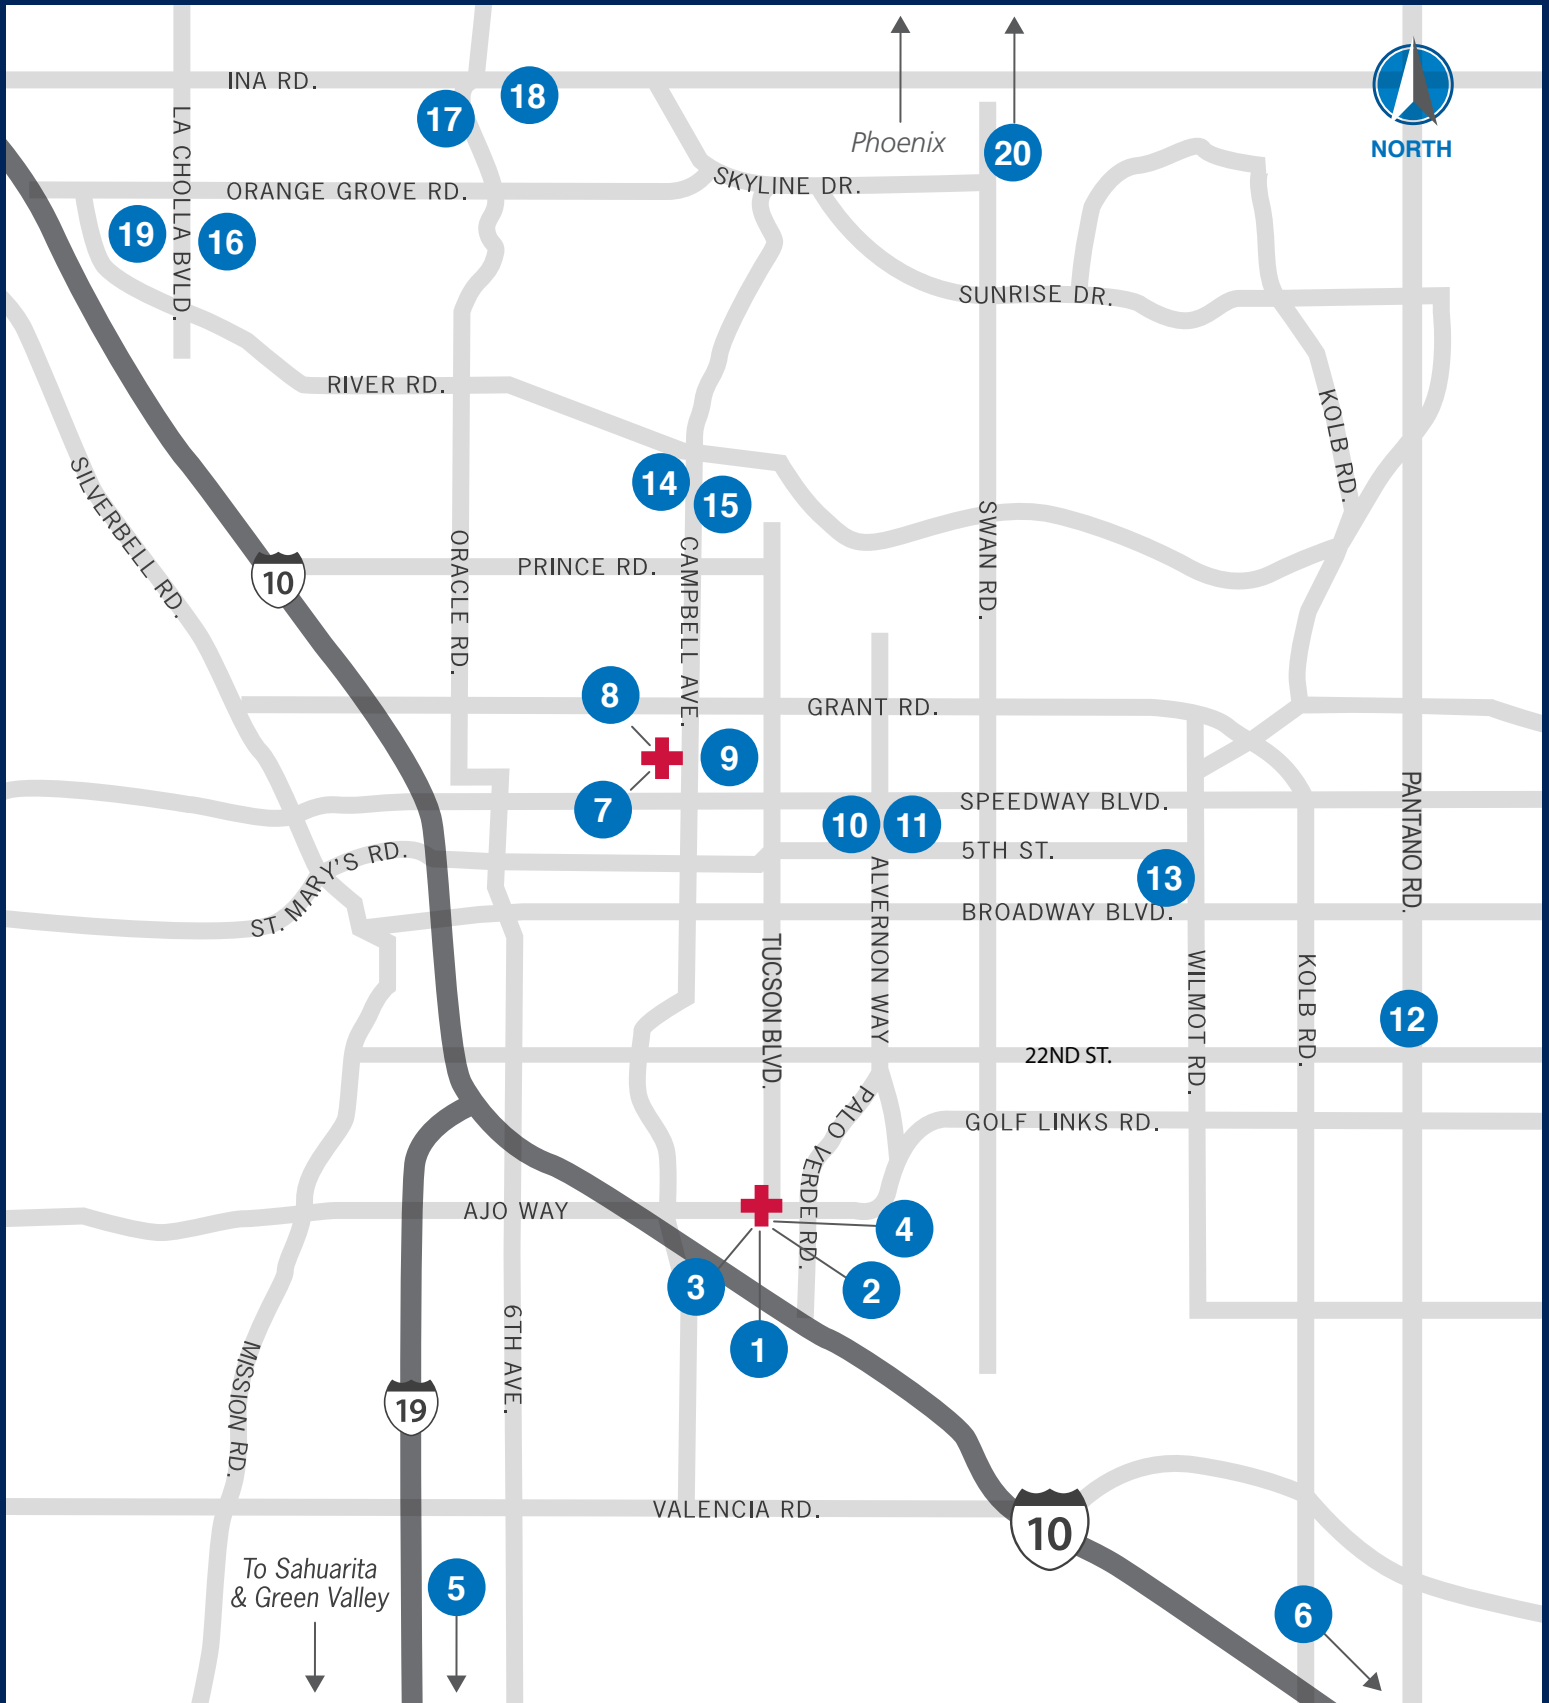 INA RD.
18
17
Phoenix
20
NORTH
LA CHOLLA BVLD.
ORANGE GROVE RD.
SKYLINE DR.
19
16
SUNRISE DR.
RIVER RD.
KOLB RD.
SILVERBELL RD.
14
15
SWAN RD.
ORACLE RD.
CAMPBELL AVE.
PRINCE RD.
10
8
GRANT RD.
9
7
SPEEDWAY BLVD.
PANTANO RD.
10
11
5TH ST.
ST. MARY'S RD.
ALVERNON WAY
13
BROADWAY BLVD.
TUCSON BLVD.
WILMOT RD.
KOLB RD.
12
22ND ST.
PALO VERDE RD.
GOLF LINKS RD.
AJO WAY
4
3
2
1
6TH AVE.
MISSION RD.
19
VALENCIA RD.
10
To Sahuarita
& Green Valley
5
6